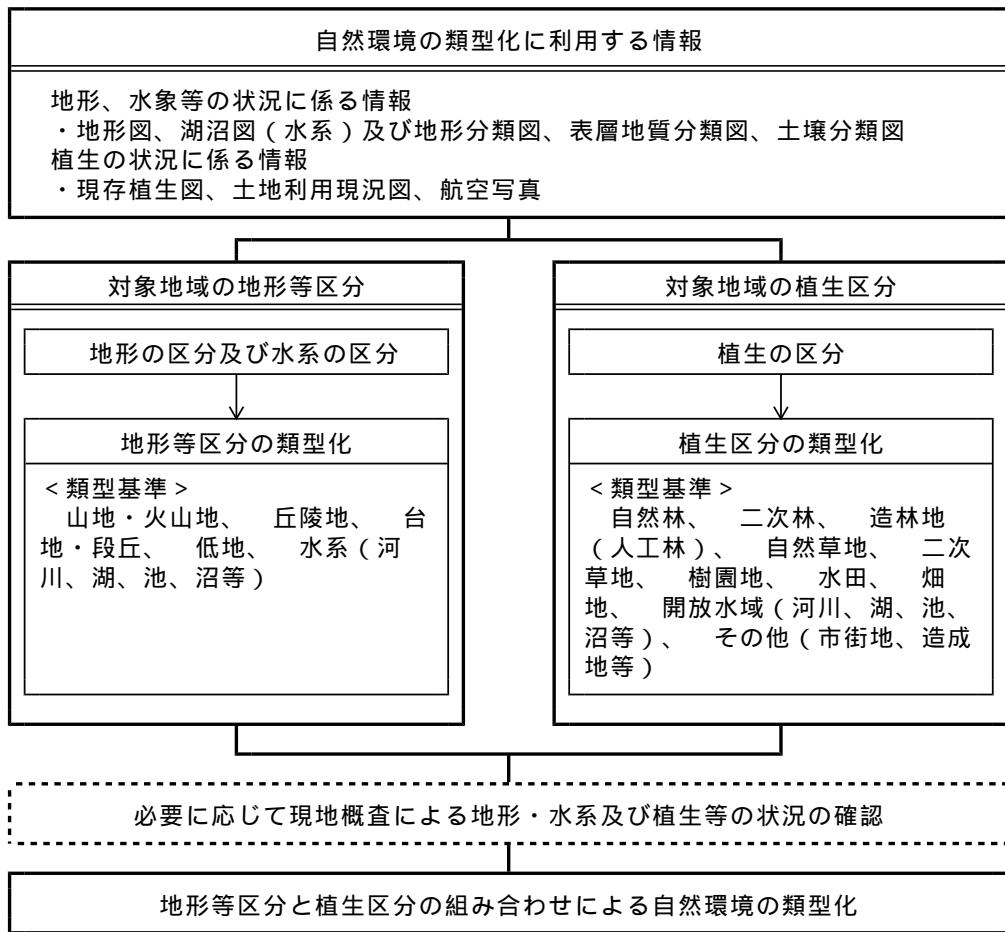 自然環境の類型化に利用する情報
地形、水象等の状況に係る情報
・地形図、湖沼図（水系）及び地形分類図、表層地質分類図、土壌分類図
植生の状況に係る情報
・現存植生図、土地利用現況図、航空写真
対象地域の地形等区分
地形の区分及び水系の区分
地形等区分の類型化
＜類型基準＞
山地・火山地、　丘陵地、　台
地・段丘、　低地、　水系（河
川、湖、池、沼等）
対象地域の植生区分
植生の区分
植生区分の類型化
＜類型基準＞
自然林、　二次林、　造林地
（人工林）、　自然草地、　二次
草地、　樹園地、　水田、　畑
地、　開放水域（河川、湖、池、
沼等）、　その他（市街地、造成
地等）
必要に応じて現地概査による地形・水系及び植生等の状況の確認
地形等区分と植生区分の組み合わせによる自然環境の類型化